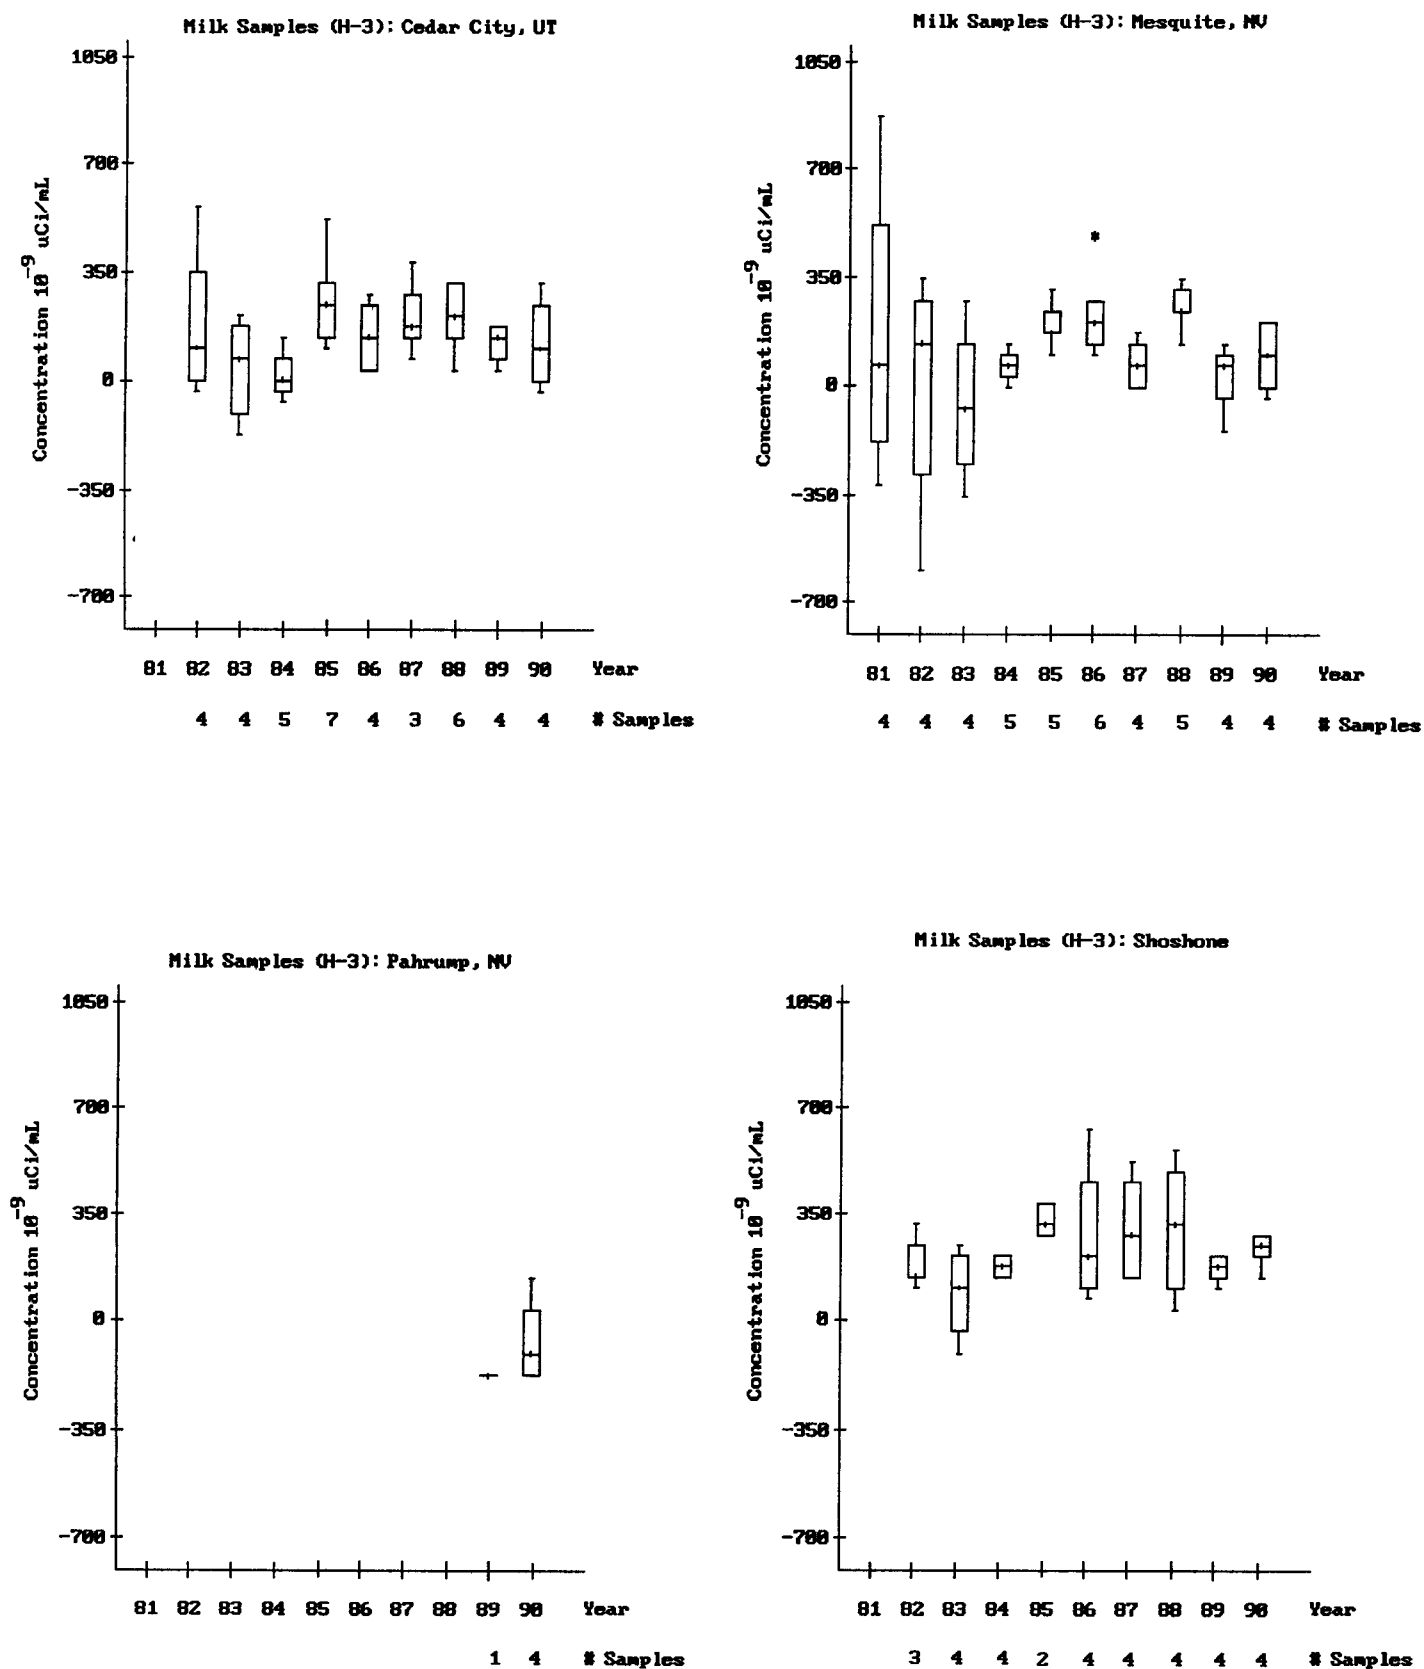 Milk Samples (H-3): Cedar City, UT
1050
700
350
0
-350
-700
Concentration 10⁻⁹ uCi/mL
81 82 83 84 85 86 87 88 89 90 Year
4 4 5 7 4 3 6 4 4 # Samples
Milk Samples (H-3): Mesquite, NV
1050
700
350
0
-350
-700
Concentration 10⁻⁹ uCi/mL
81 82 83 84 85 86 87 88 89 90 Year
4 4 4 5 5 6 4 5 4 4 # Samples
Milk Samples (H-3): Pahrump, NV
1050
700
350
0
-350
-700
Concentration 10⁻⁹ uCi/mL
81 82 83 84 85 86 87 88 89 90 Year
1 4 # Samples
Milk Samples (H-3): Shoshone
1050
700
350
0
-350
-700
Concentration 10⁻⁹ uCi/mL
81 82 83 84 85 86 87 88 89 90 Year
3 4 4 2 4 4 4 4 4 # Samples